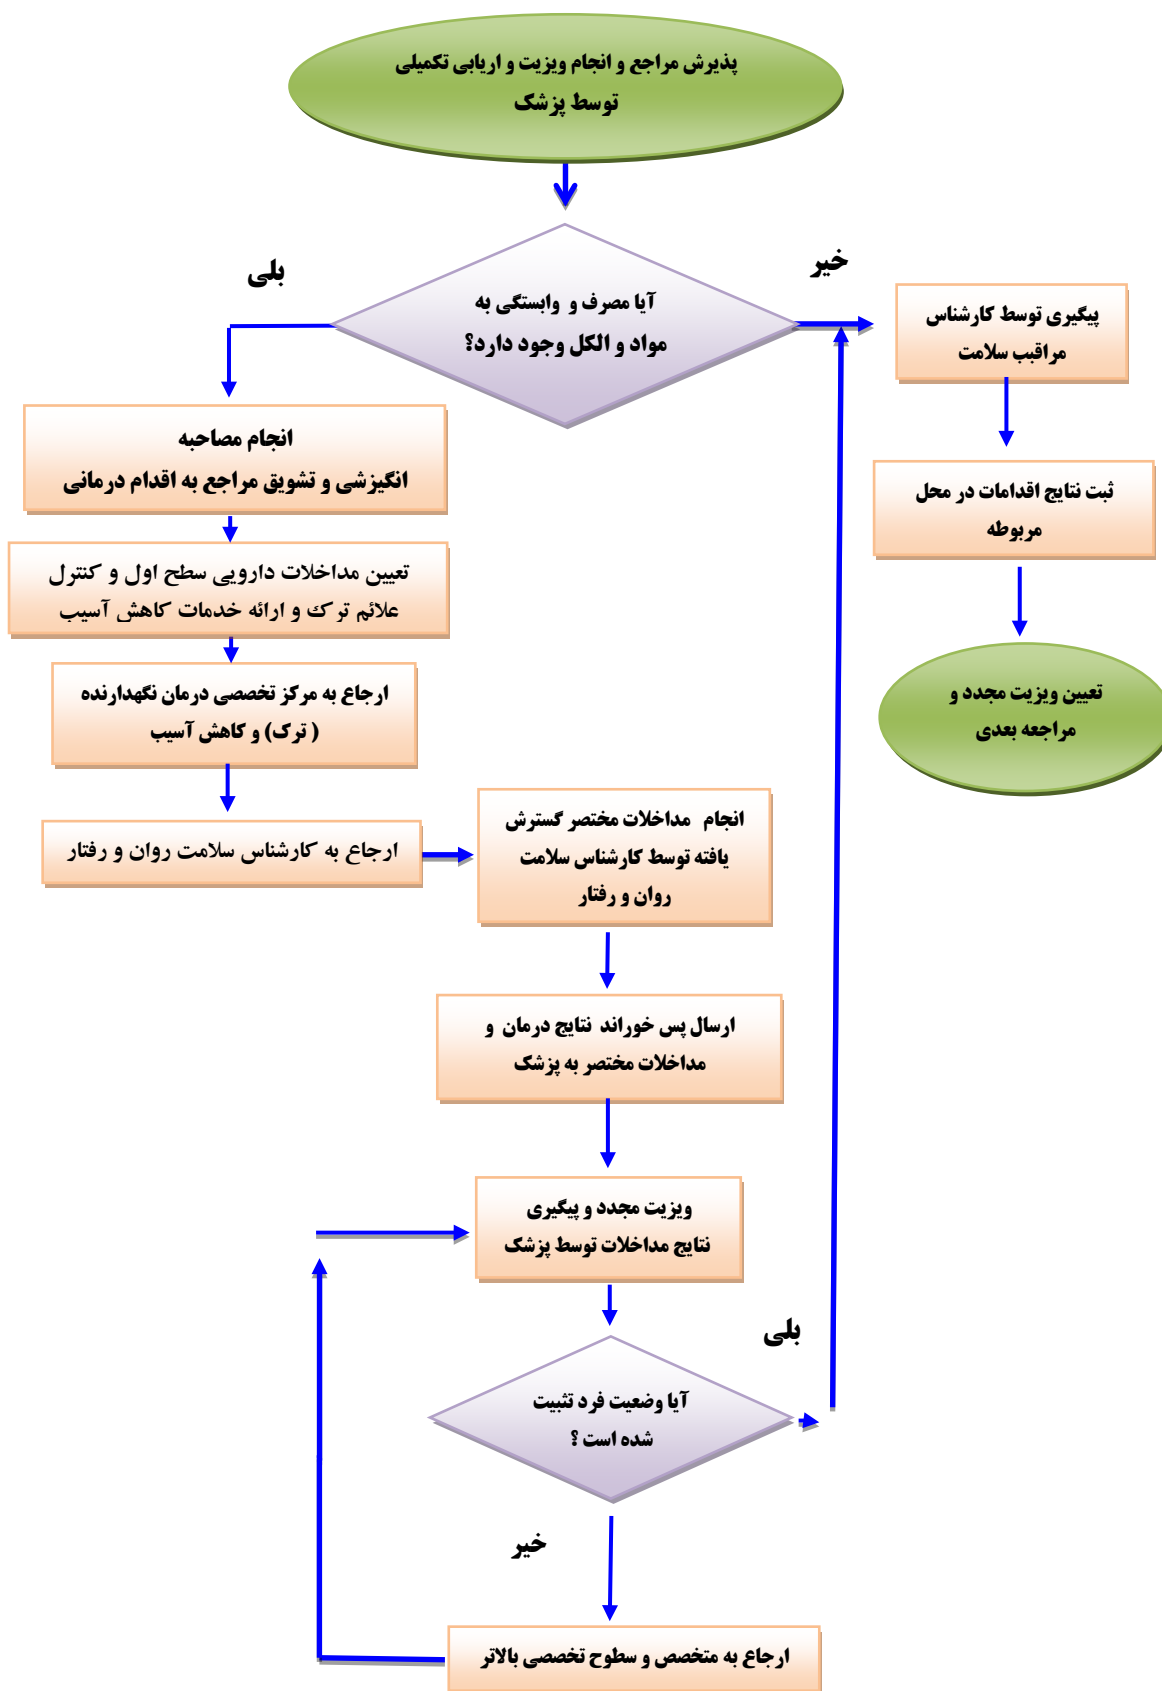 پذیرش مراجع و انجام ویزیت و اریابی تکمیلی
توسط پزشک
خیر
بلی
آیا مصرف و وابستگی به
مواد و الکل وجود دارد؟
پیگیری توسط کارشناس
مراقبب سلامت
انجام مصاحبه
انگیزشی و تشویق مراجع به اقدام درمانی
ثبت نتایج اقدامات در محل
مربوطه
تعیین مداخلات دارویی سطح اول و کنترل
علائم ترک و ارائه خدمات کاهش آسیب
ارجاع به مرکز تخصصی درمان نگهدارنده
( ترک) و کاهش آسیب
تعیین ویزیت مجدد و
مراجعه بعدی
ارجاع به کارشناس سلامت روان و رفتار
انجام مداخلات مختصر گسترش
یافته توسط کارشناس سلامت
روان و رفتار
ارسال پس خوراند نتایج درمان و
مداخلات مختصر به پزشک
ویزیت مجدد و پیگیری
نتایج مداخلات توسط پزشک
بلی
آیا وضعیت فرد تثبیت
شده است ؟
خیر
ارجاع به متخصص و سطوح تخصصی بالاتر